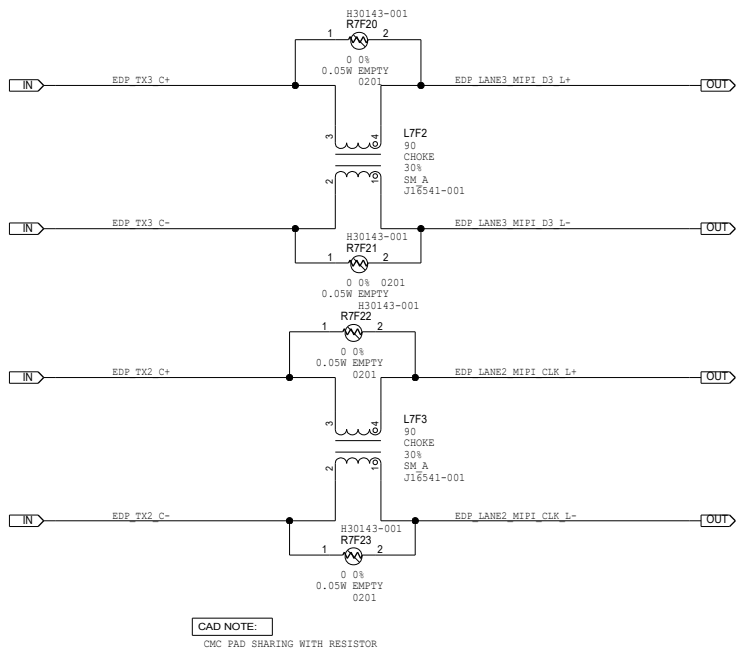 H30143-001
R7F20
1 2
0 0%
0.05W EMPTY
0201
IN EDP_TX3_C+ EDP_LANE3_MIPI_D3_L+ OUT
3 4
L7F2
90
CHOKE
30%
SM_A
J16541-001
2 1
IN EDP_TX3_C- EDP_LANE3_MIPI_D3_L- OUT
H30143-001
R7F21
1 2
0 0% 0201
0.05W EMPTY
H30143-001
R7F22
1 2
0 0%
0.05W EMPTY
0201
IN EDP_TX2_C+ EDP_LANE2_MIPI_CLK_L+ OUT
3 4
L7F3
90
CHOKE
30%
SM_A
J16541-001
2 1
IN EDP_TX2_C- EDP_LANE2_MIPI_CLK_L- OUT
H30143-001
R7F23
1 2
0 0%
0.05W EMPTY
0201
CAD NOTE:
CMC PAD SHARING WITH RESISTOR